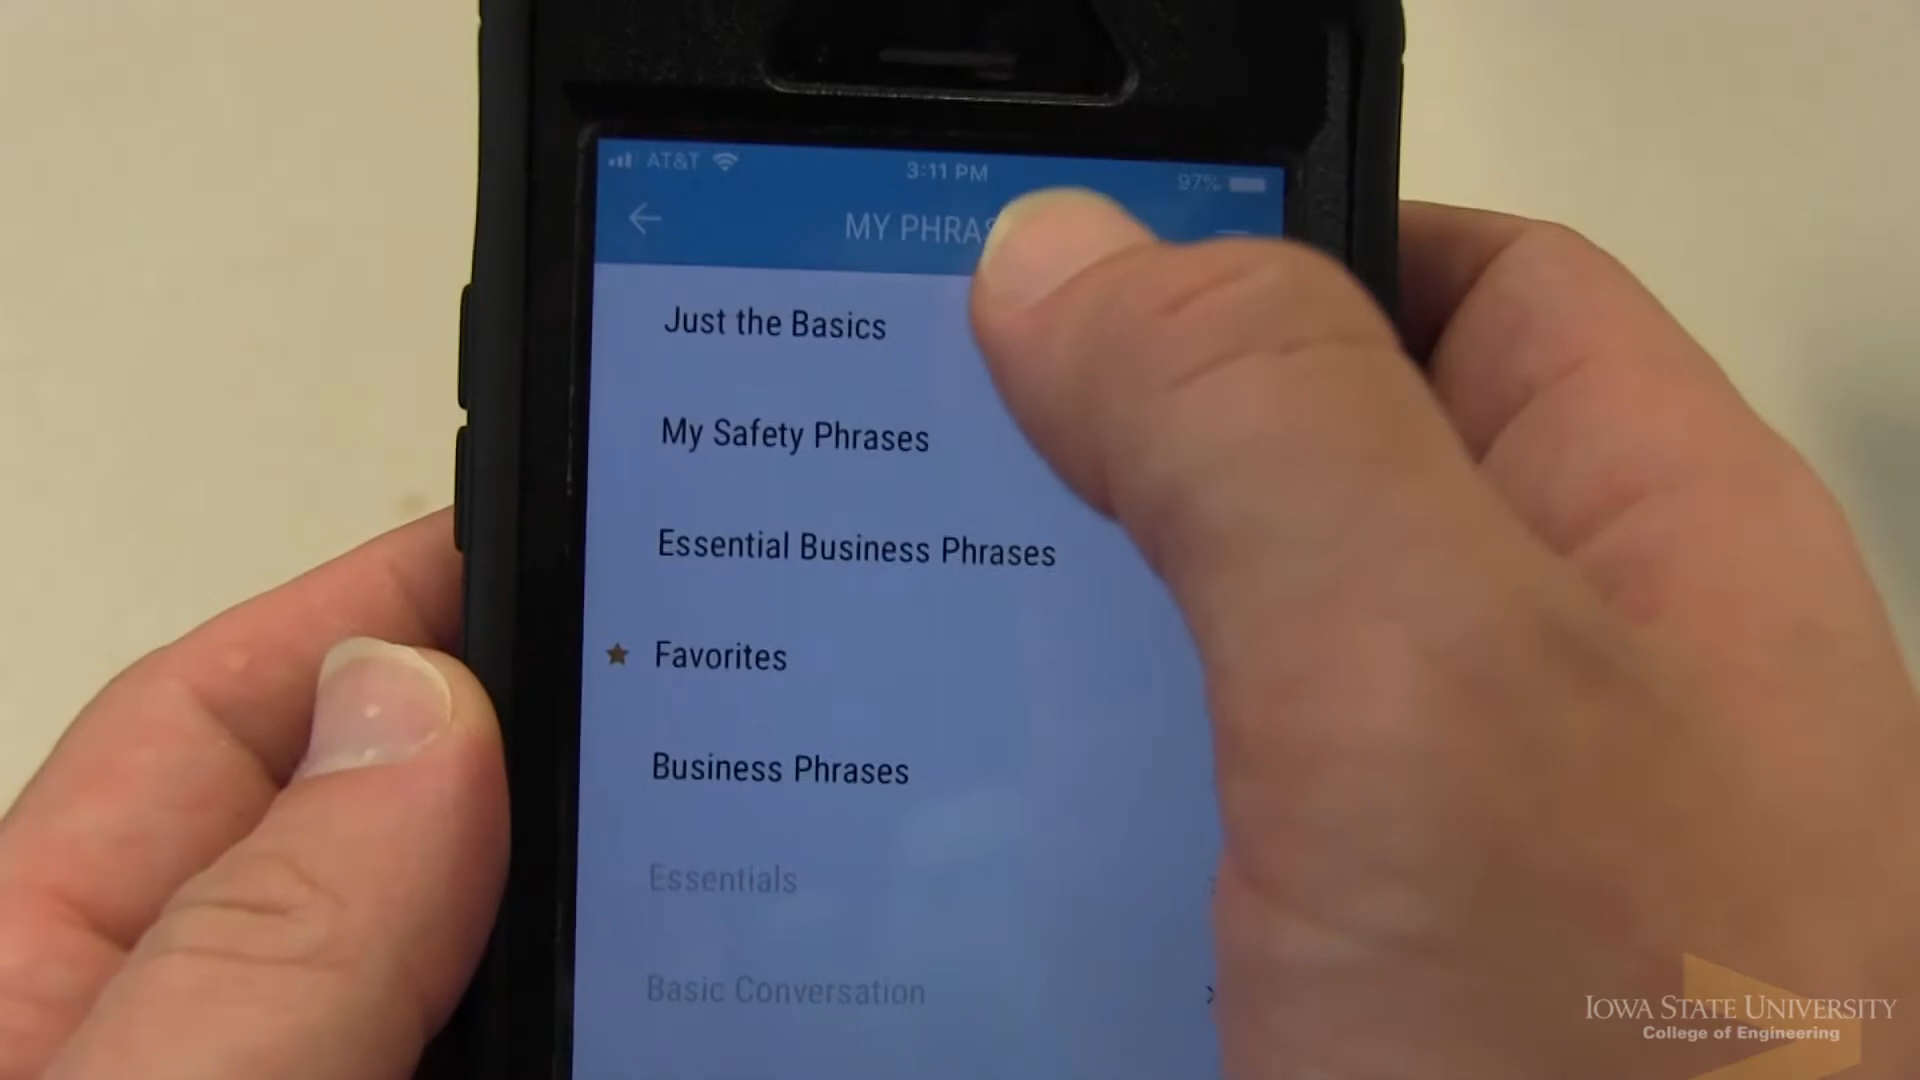 AT&T
3:11 PM
97%
MY PHRAS
Just the Basics
My Safety Phrases
Essential Business Phrases
Favorites
Business Phrases
Essentials
Basic Conversation
IOWA STATE UNIVERSITY
College of Engineering